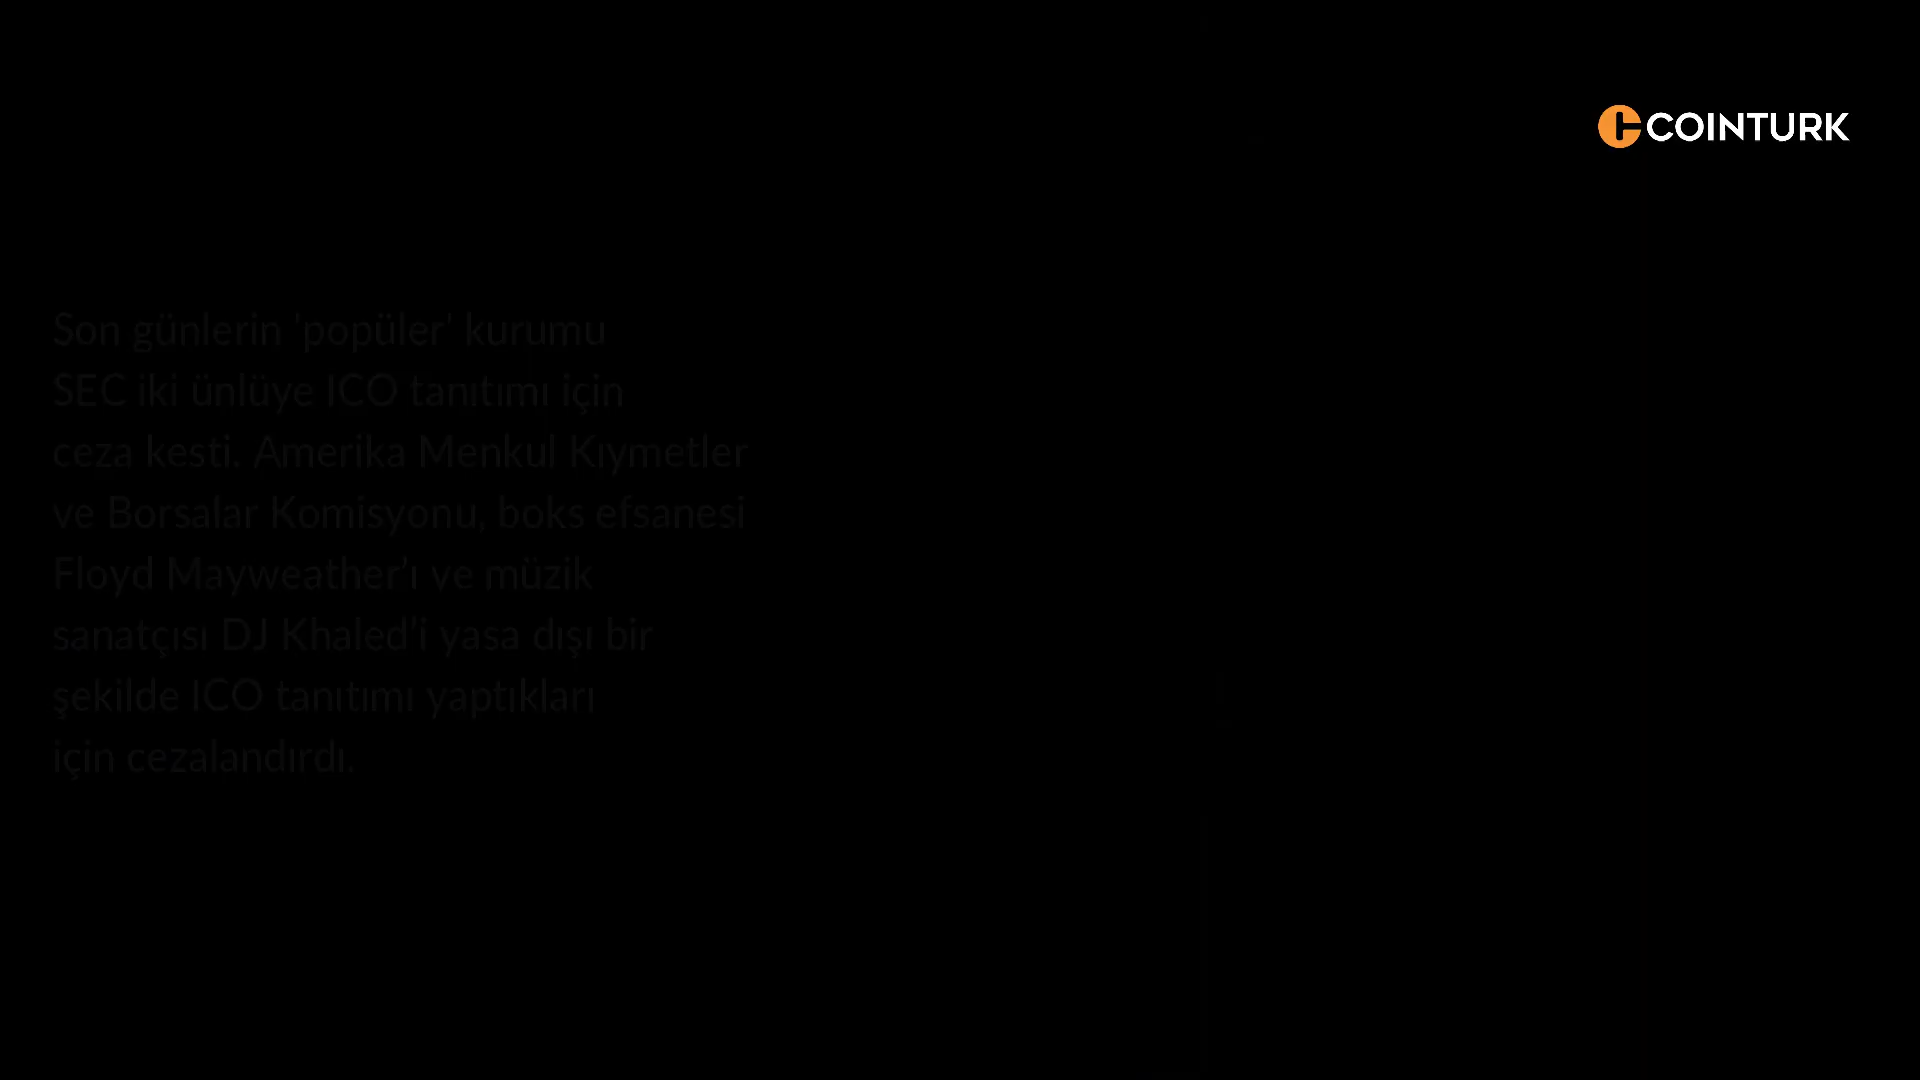 COINTURK
Son günlerin 'popüler' kurumu
SEC iki ünlüye ICO tanıtımı için
ceza kesti. Amerika Menkul Kıymetler
ve Borsalar Komisyonu, boks efsanesi
Floyd Mayweather'ı ve müzik
sanatçısı DJ Khaled'i yasa dışı bir
şekilde ICO tanıtımı yaptıkları
için cezalandırdı.